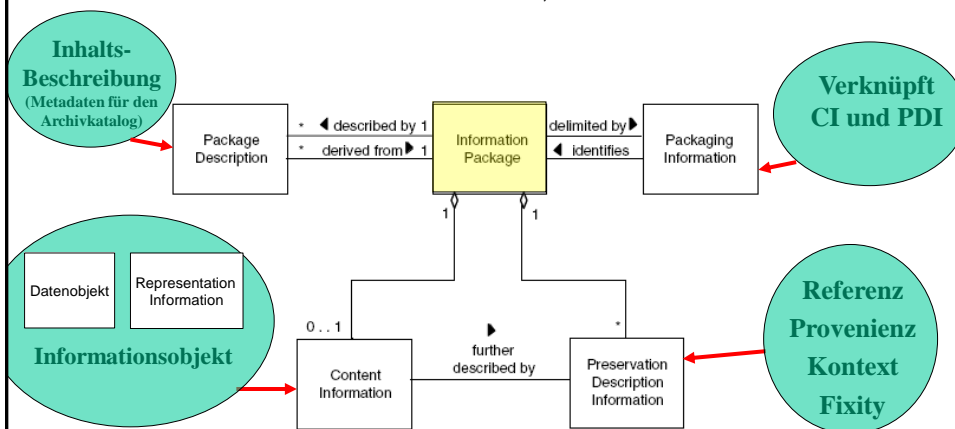 Inhalts-
Beschreibung
(Metadaten für den
Archivkatalog)
Verknüpft
CI und PDI
Package
Description
* ◀ described by 1
* derived from ▶ 1
Information
Package
delimited by ▶
◀ identifies
Packaging
Information
1
1
Datenobjekt
Representation
Information
Informationsobjekt
0 . . 1
*
▶
further
described by
Content
Information
Preservation
Description
Information
Referenz
Provenienz
Kontext
Fixity